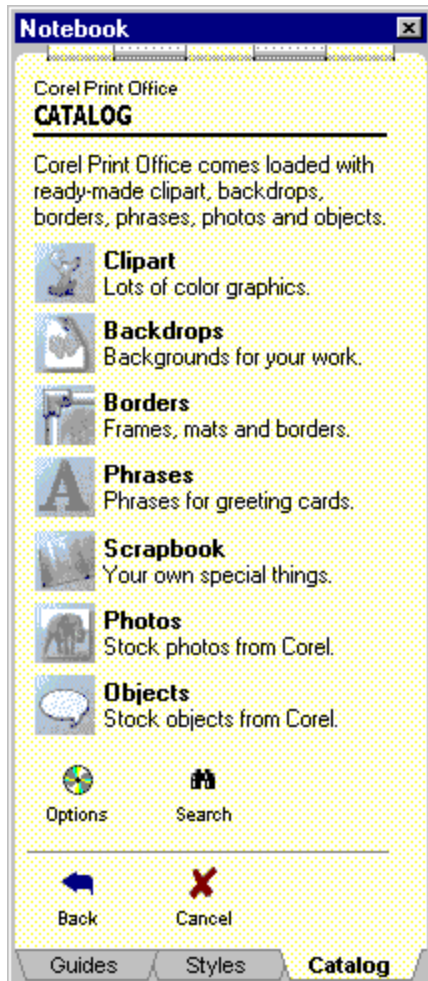 Notebook
Corel Print Office
CATALOG
Corel Print Office comes loaded with
ready-made clipart, backdrops,
borders, phrases, photos and objects.
Clipart
Lots of color graphics.
Backdrops
Backgrounds for your work.
Borders
Frames, mats and borders.
Phrases
Phrases for greeting cards.
Scrapbook
Your own special things.
Photos
Stock photos from Corel.
Objects
Stock objects from Corel.
Options Search
Back Cancel
Guides Styles Catalog